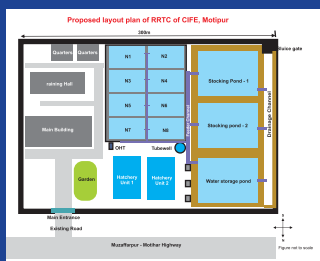 Proposed layout plan of RRTC of CIFE, Motipur
300m
Quarters
Quarters
N1
N2
Sluice gate
raining Hall
N3
N4
Stocking Pond - 1
N5
N6
Main Building
N7
N8
Stocking pond - 2
Drainage Channel
OHT
Tubewell
Garden
Hatchery
Unit 1
Hatchery
Unit 2
Water storage pond
Main Entrance
Existing Road
Muzaffarpur - Motihar Highway
Figure not to scale